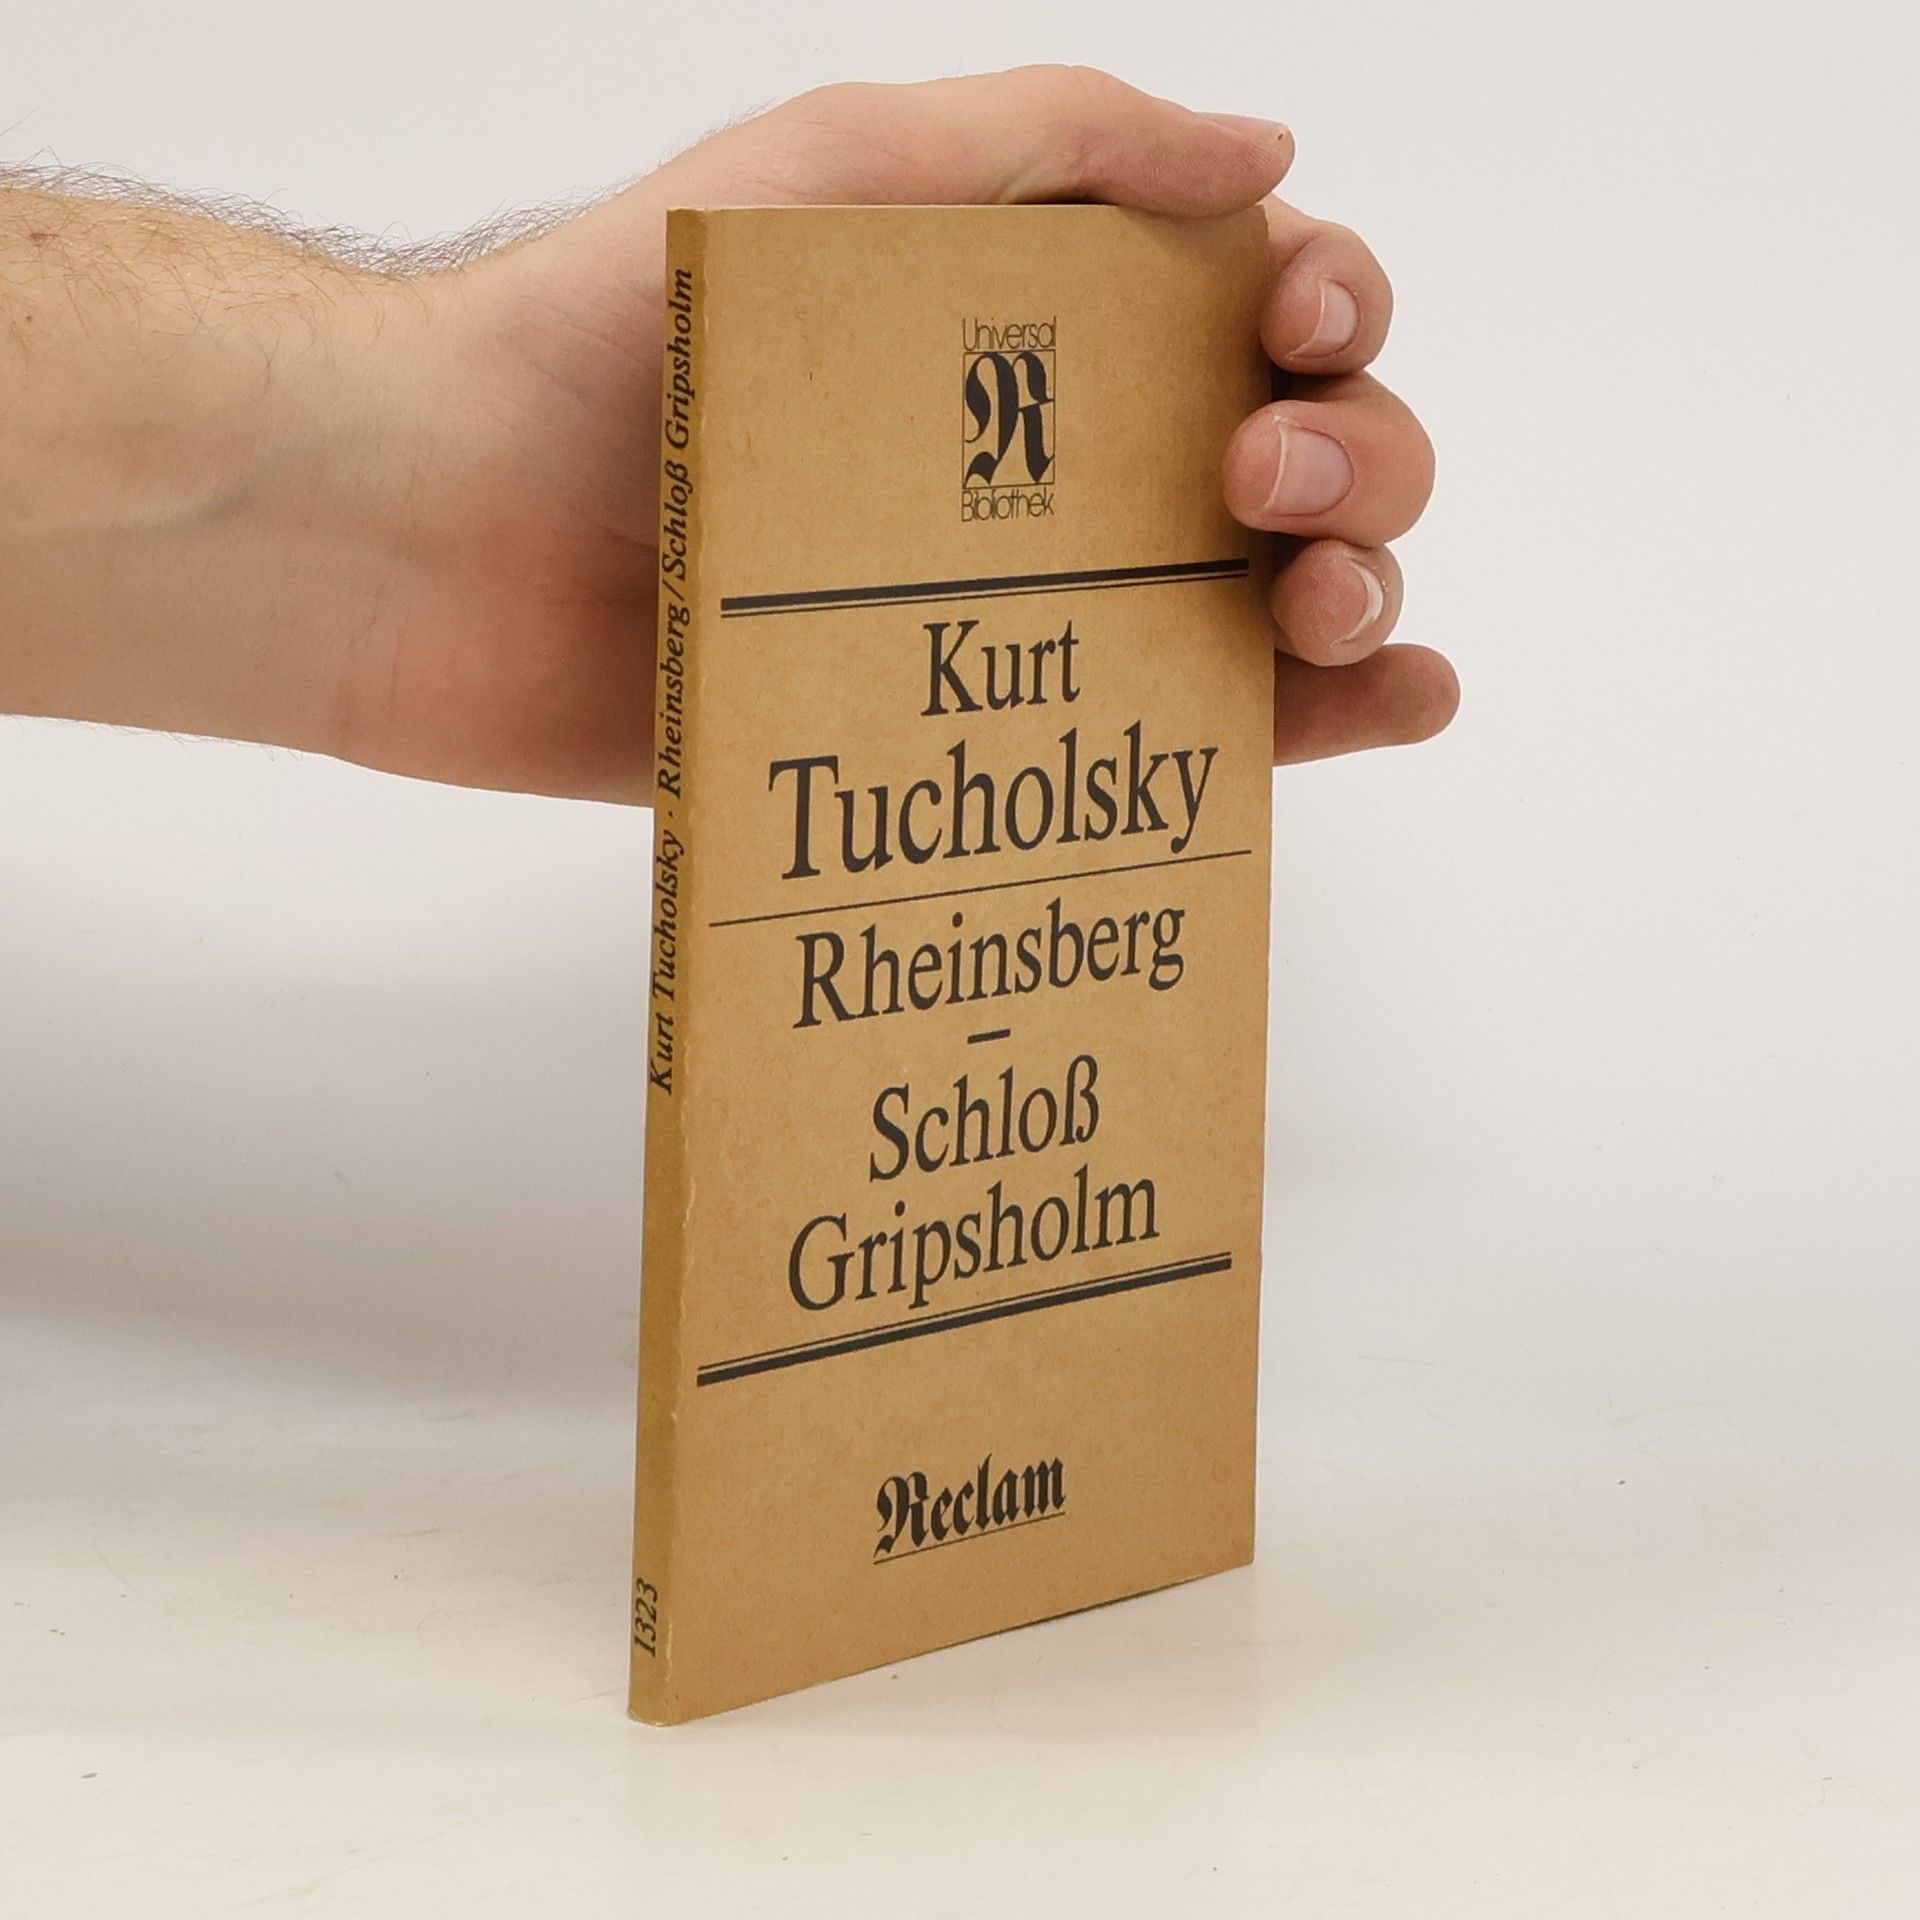 Universal
R
Bibliothek
Kurt
Tucholsky
Rheinsberg
–
Schloß
Gripsholm
Reclam
Kurt Tucholsky · Rheinsberg/Schloß Gripsholm
1323